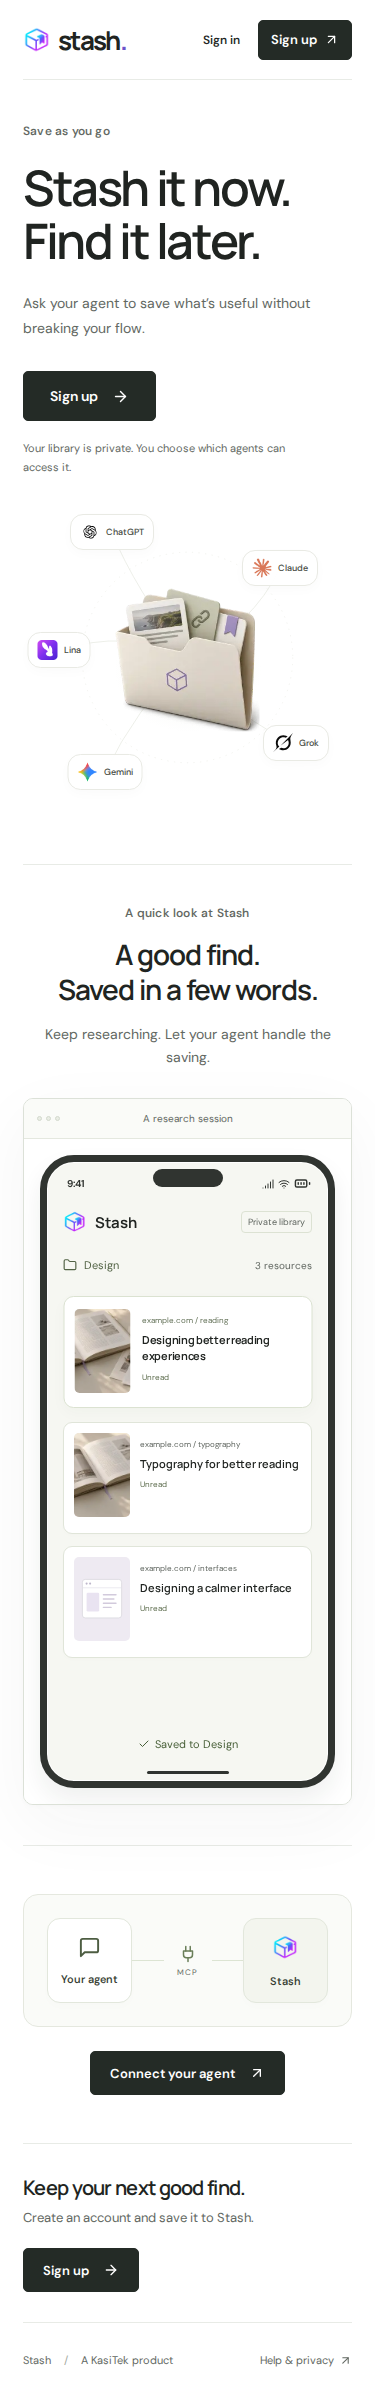 stash.
Sign in
Sign up
Save as you go
Stash it now.
Find it later.
Ask your agent to save what's useful without
breaking your flow.
Sign up
Your library is private. You choose which agents can
access it.
ChatGPT
Claude
Lina
Grok
Gemini
A quick look at Stash
A good find.
Saved in a few words.
Keep researching. Let your agent handle the
saving.
A research session
9:41
Stash
Private library
Design
3 resources
example.com / reading
Designing better reading
experiences
Unread
example.com / typography
Typography for better reading
Unread
example.com / interfaces
Designing a calmer interface
Unread
Saved to Design
Your agent
MCP
Stash
Connect your agent
Keep your next good find.
Create an account and save it to Stash.
Sign up
Stash / A KasiTek product
Help & privacy